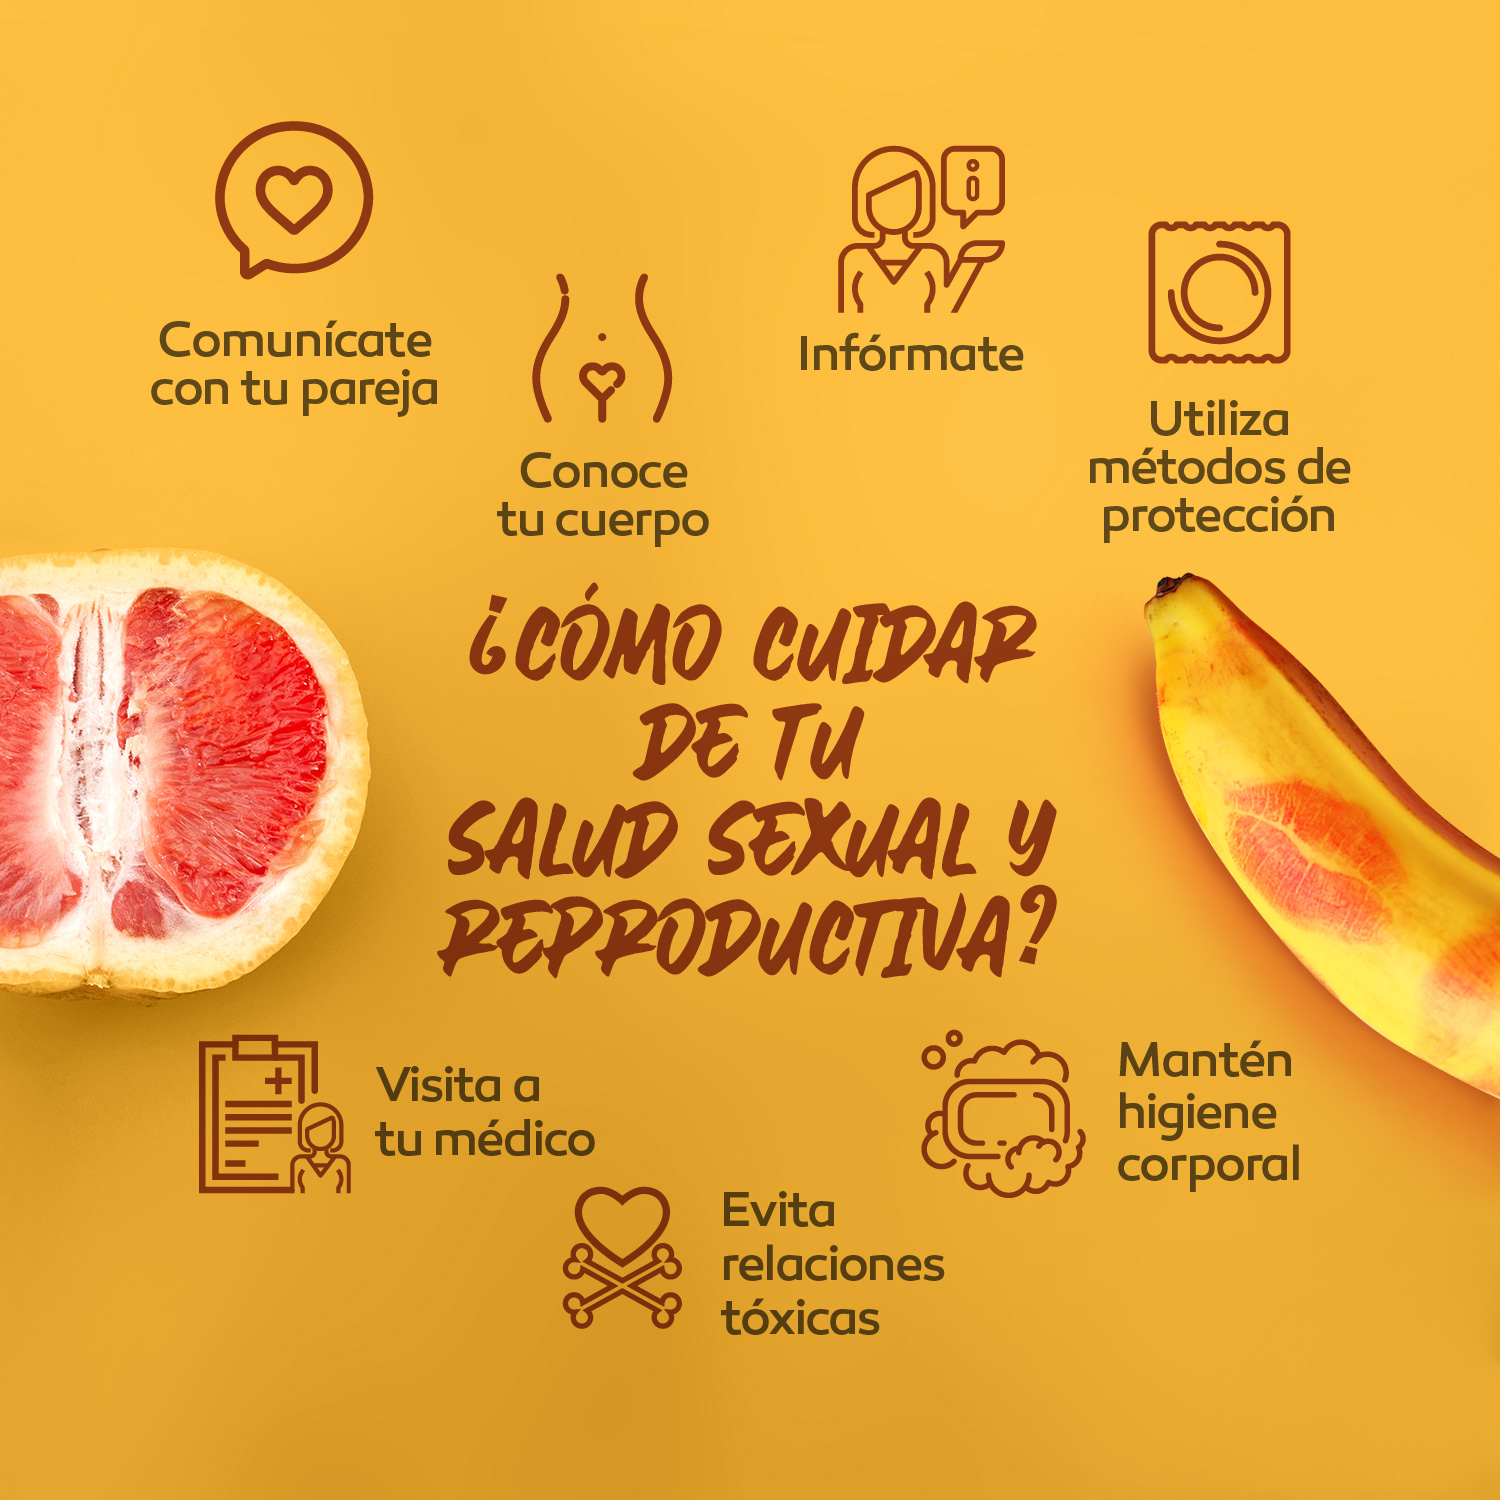 Comunícate
con tu pareja
Conoce
tu cuerpo
Infórmate
Utiliza
métodos de
protección
¿CÓMO CUIDAR
DE TU
SALUD SEXUAL Y
REPRODUCTIVA?
Visita a
tu médico
Evita
relaciones
tóxicas
Mantén
higiene
corporal